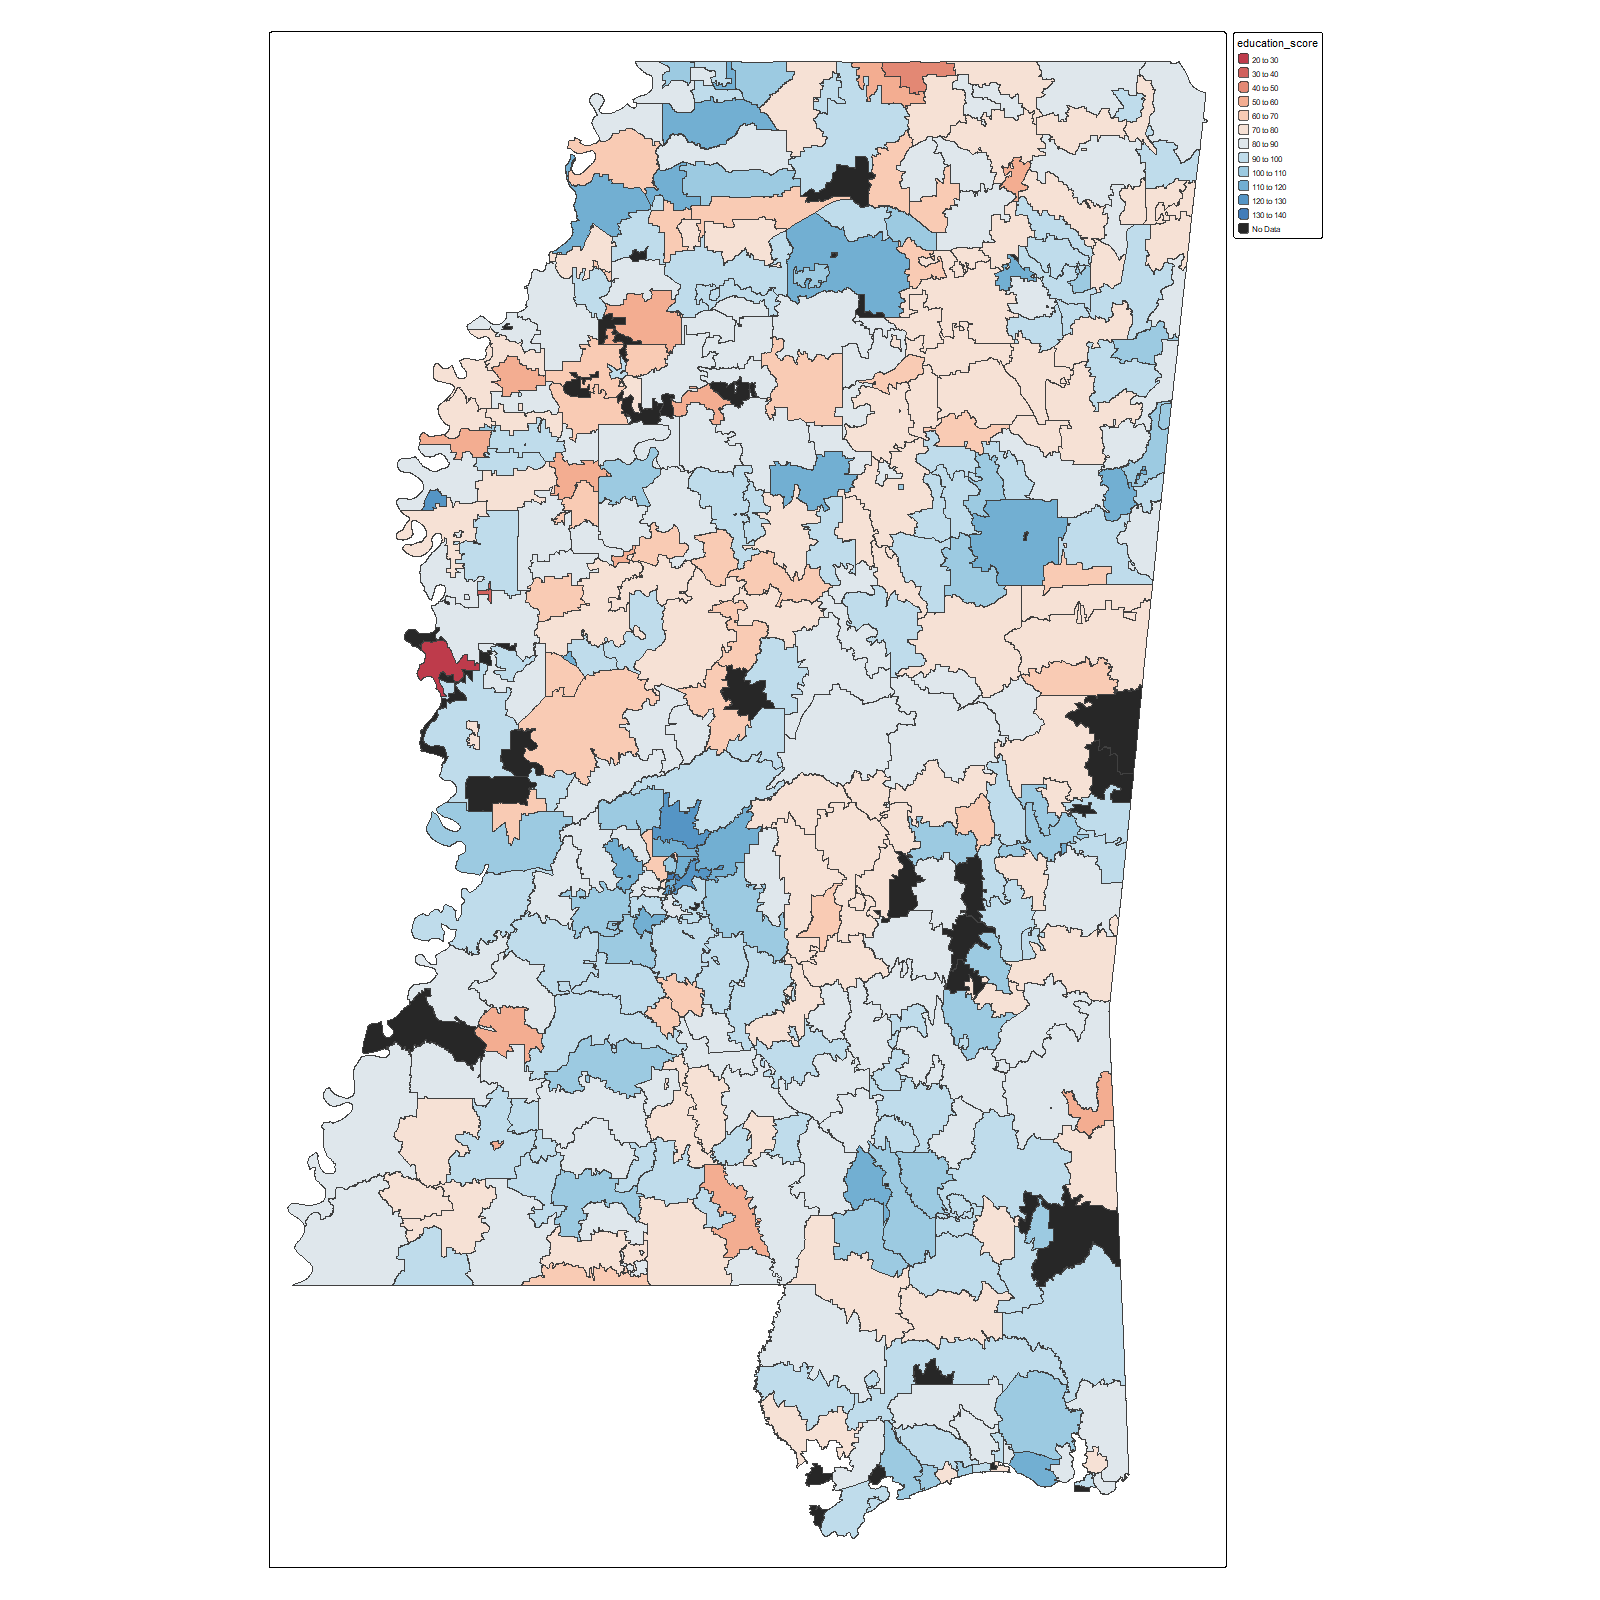 education_score
20 to 30
30 to 40
40 to 50
50 to 60
60 to 70
70 to 80
80 to 90
90 to 100
100 to 110
110 to 120
120 to 130
130 to 140
No Data